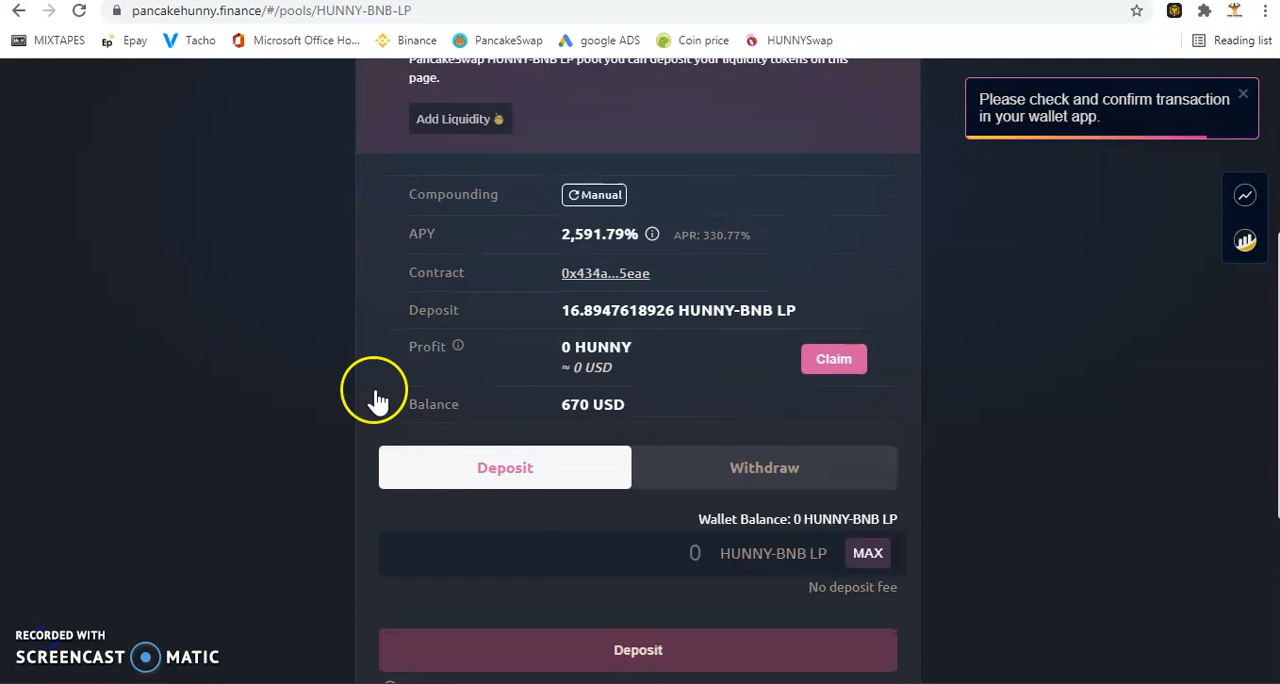 pancakehunny.finance/#/pools/HUNNY-BNB-LP
MIXTAPES Epay Tacho Microsoft Office Ho... Binance PancakeSwap google ADS Coin price HUNNYSwap Reading list
PancakeSwap HUNNY-BNB LP pool you can deposit your liquidity tokens on this
page.
Please check and confirm transaction
in your wallet app.
Add Liquidity
Compounding Manual
APY 2,591.79% APR: 330.77%
Contract 0x434a...5eae
Deposit 16.8947618926 HUNNY-BNB LP
Profit 0 HUNNY
≈ 0 USD
Claim
Balance 670 USD
Deposit Withdraw
Wallet Balance: 0 HUNNY-BNB LP
0 HUNNY-BNB LP MAX
No deposit fee
Deposit
RECORDED WITH
SCREENCAST MATIC